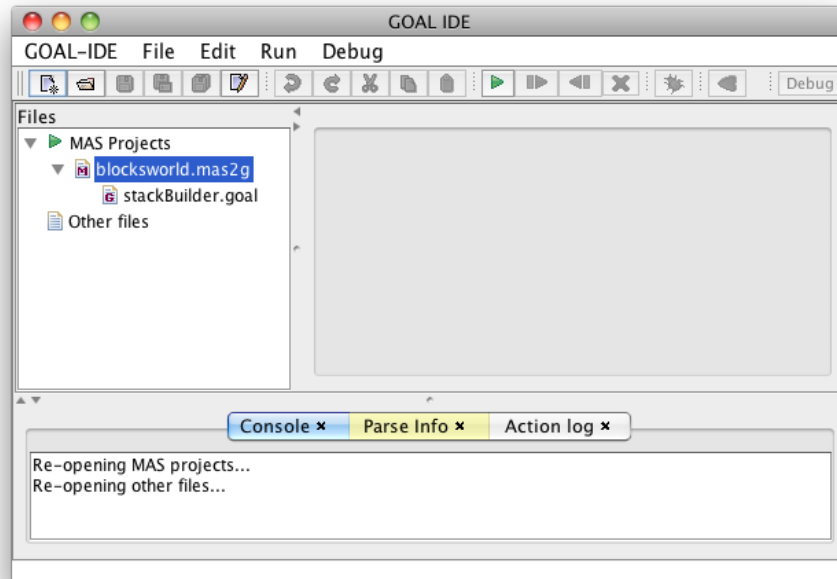 GOAL IDE
GOAL-IDE File Edit Run Debug
Debug
Files
MAS Projects
M blocksworld.mas2g
G stackBuilder.goal
Other files
Console × Parse Info × Action log ×
Re-opening MAS projects...
Re-opening other files...